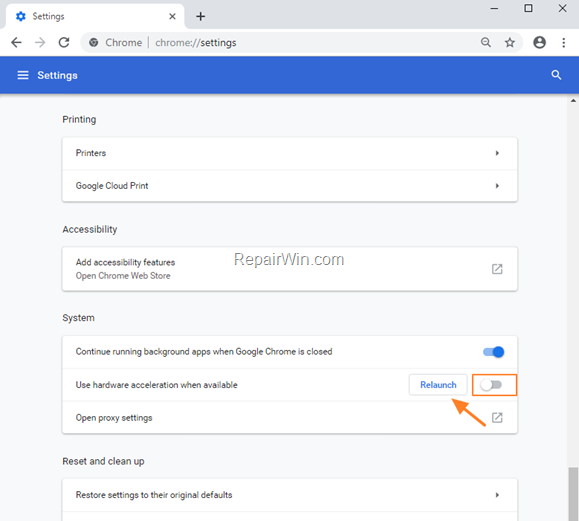 Settings
Chrome | chrome://settings
Settings
Printing
Printers
Google Cloud Print
Accessibility
Add accessibility features
Open Chrome Web Store
RepairWin.com
System
Continue running background apps when Google Chrome is closed
Use hardware acceleration when available Relaunch
Open proxy settings
Reset and clean up
Restore settings to their original defaults